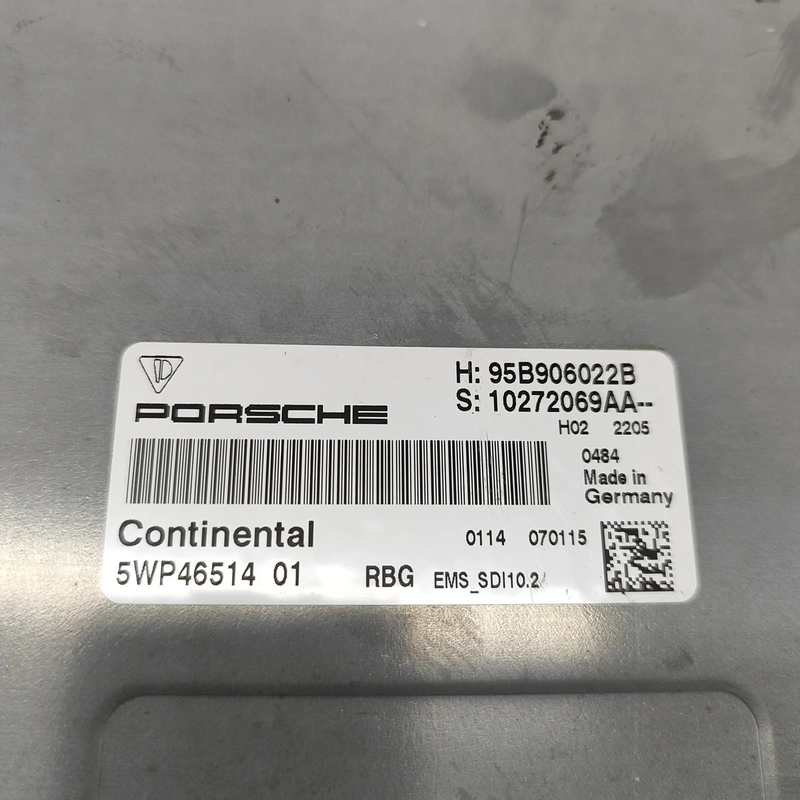 PORSCHE
H: 95B906022B
S: 10272069AA--
H02 2205
0484
Made in
Germany
Continental
0114 070115
5WP46514 01 RBG EMS_SDI10.2